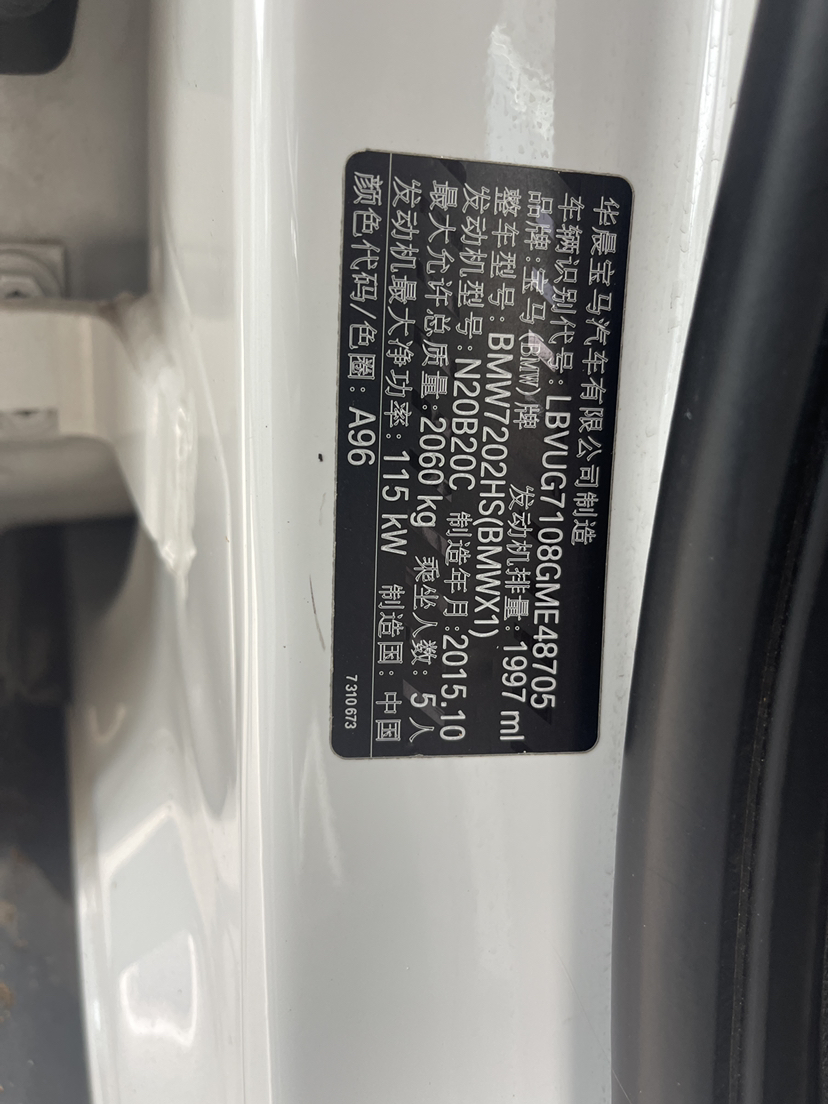 华晨宝马汽车有限公司制造
车辆识别代号: LBVUG7108GME48705
品牌:宝马(BMW)牌 发动机排量: 1997 ml
整车型号: BMW7202HS(BMWX1)
发动机型号: N20B20C 制造年月:2015.10
最大允许总质量: 2060 kg 乘坐人数: 5 人
发动机最大净功率: 115 kW 制造国: 中国
颜色代码/色圈: A96
7310673